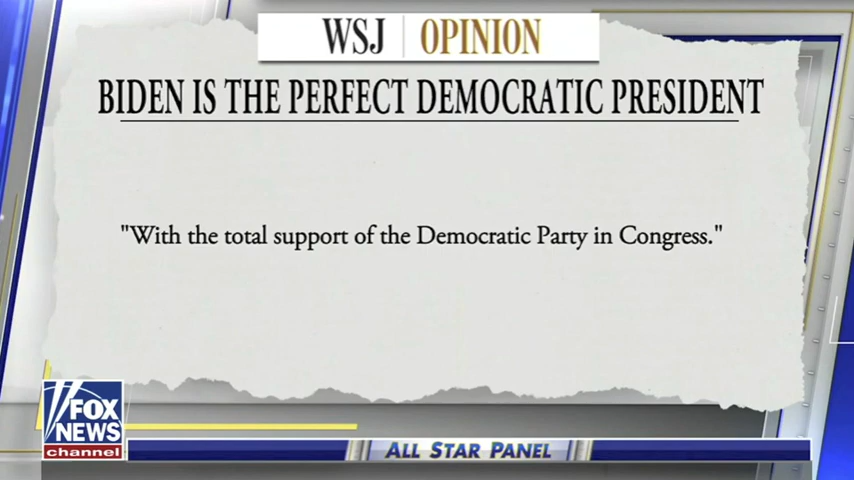 WSJ | OPINION
BIDEN IS THE PERFECT DEMOCRATIC PRESIDENT
"With the total support of the Democratic Party in Congress."
FOX
NEWS
channel
ALL STAR PANEL